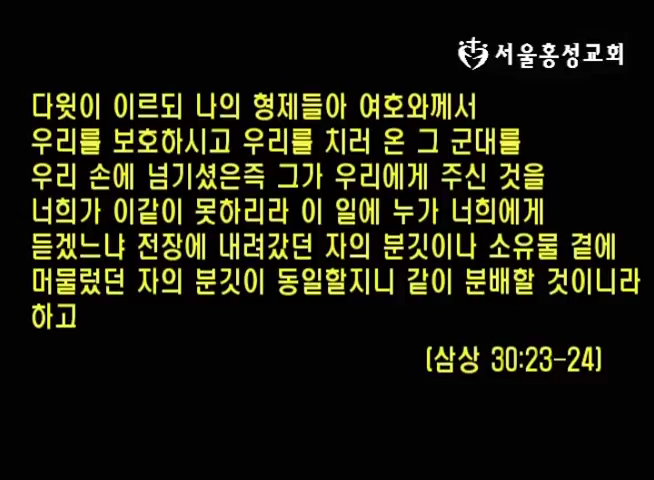 서울홍성교회
다윗이 이르되 나의 형제들아 여호와께서
우리를 보호하시고 우리를 치러 온 그 군대를
우리 손에 넘기셨은즉 그가 우리에게 주신 것을
너희가 이같이 못하리라 이 일에 누가 너희에게
듣겠느냐 전장에 내려갔던 자의 분깃이나 소유물 곁에
머물렀던 자의 분깃이 동일할지니 같이 분배할 것이니라
하고
(삼상 30:23-24)